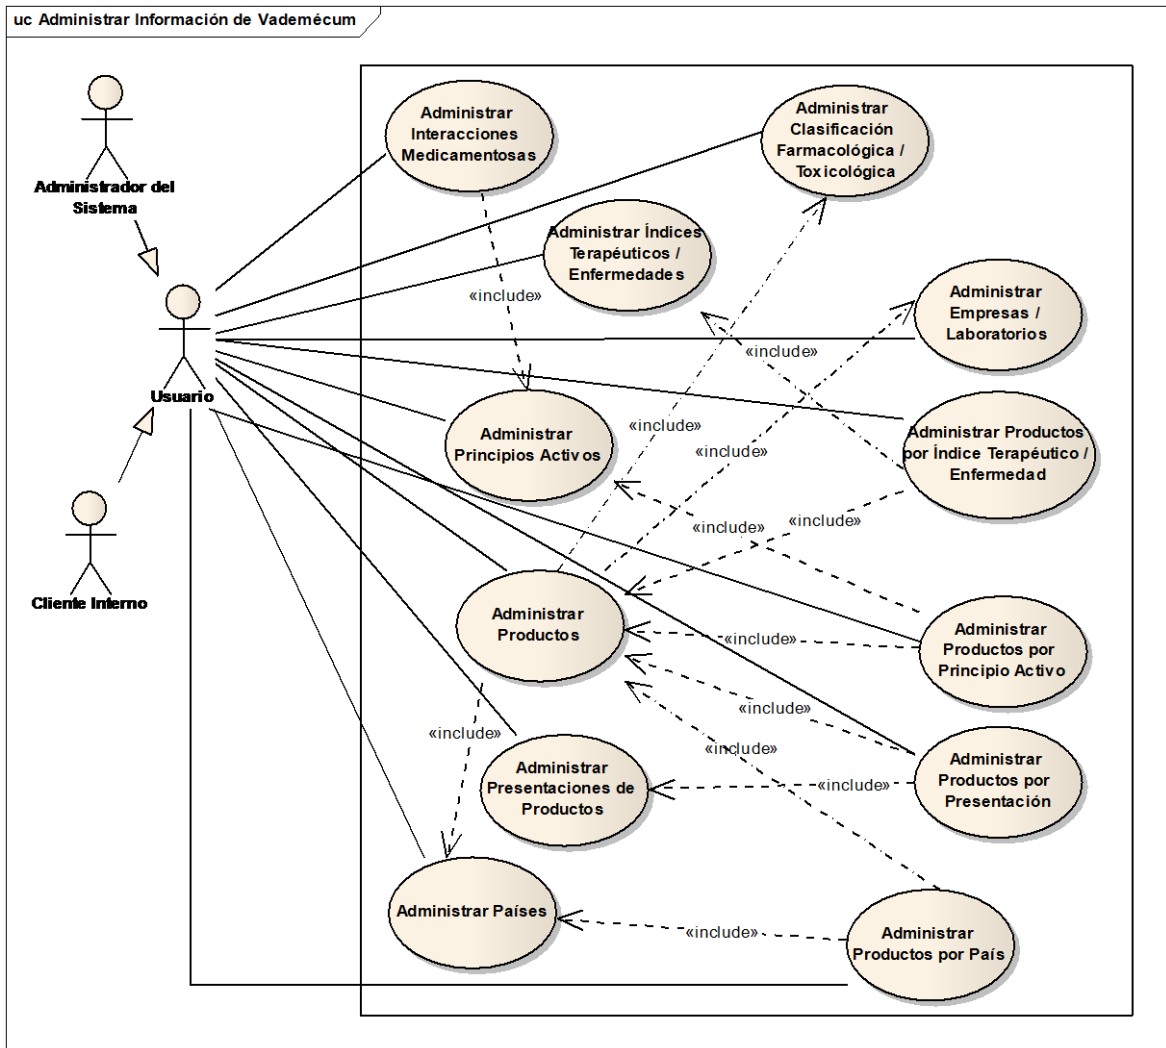 uc Administrar Información de Vademécum
Administrador del
Sistema
Usuario
Cliente Interno
Administrar
Interacciones
Medicamentosas
Administrar
Clasificación
Farmacológica /
Toxicológica
Administrar Índices
Terapéuticos /
Enfermedades
«include»
Administrar
Empresas /
Laboratorios
«include»
Administrar
Principios Activos
«include»
«include»
Administrar Productos
por Índice Terapéutico /
Enfermedad
«include»
«include»
Administrar
Productos
«include»
Administrar
Productos por
Principio Activo
«include»
«include»
«include»
Administrar
Presentaciones de
Productos
«include»
Administrar
Productos por
Presentación
Administrar Países
«include»
Administrar
Productos por País